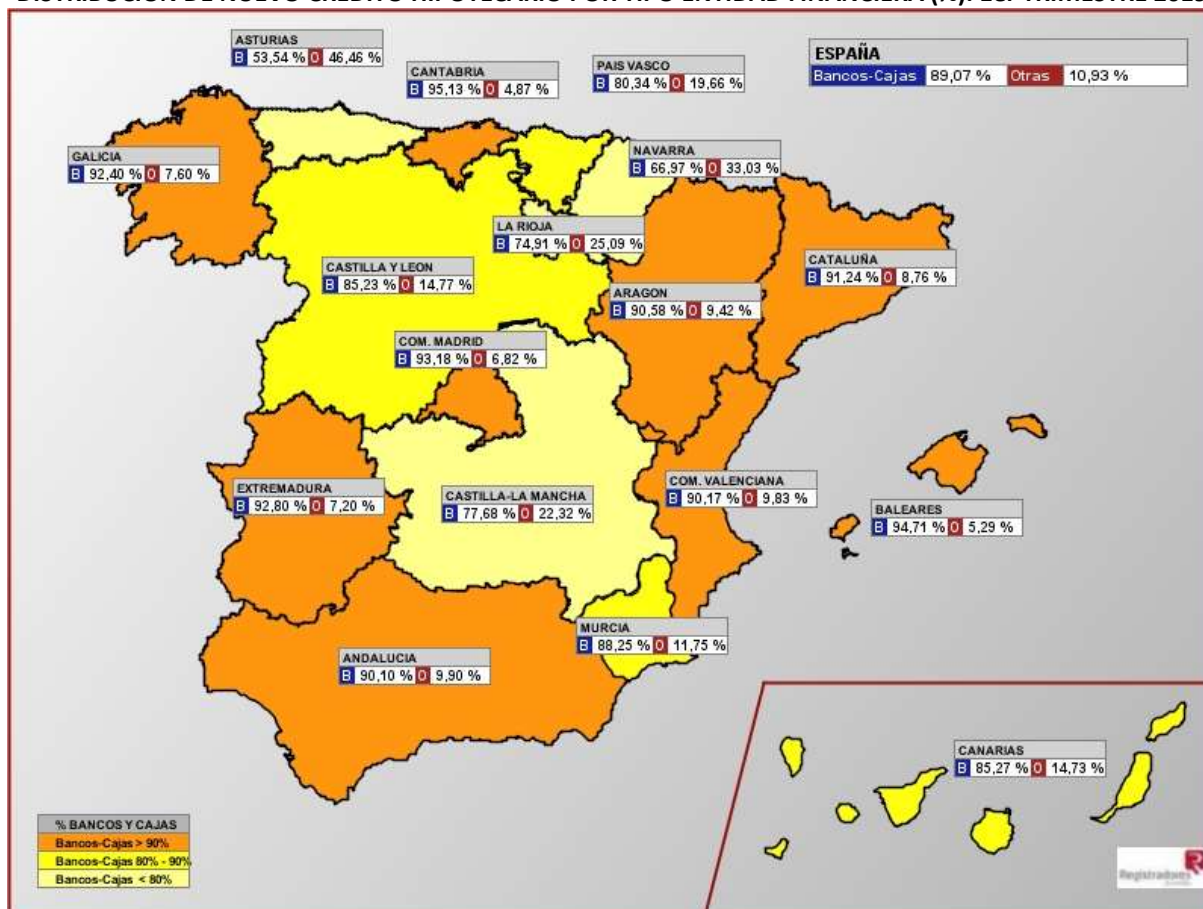 ASTURIAS
B 53,54 % O 46,46 %
CANTABRIA
B 95,13 % O 4,87 %
PAIS VASCO
B 80,34 % O 19,66 %
ESPAÑA
Bancos-Cajas 89,07 % Otras 10,93 %
GALICIA
B 92,40 % O 7,60 %
NAVARRA
B 66,97 % O 33,03 %
LA RIOJA
B 74,91 % O 25,09 %
CASTILLA Y LEON
B 85,23 % O 14,77 %
CATALUÑA
B 91,24 % O 8,76 %
ARAGON
B 90,58 % O 9,42 %
COM. MADRID
B 93,18 % O 6,82 %
EXTREMADURA
B 92,80 % O 7,20 %
CASTILLA-LA MANCHA
B 77,68 % O 22,32 %
COM. VALENCIANA
B 90,17 % O 9,83 %
BALEARES
B 94,71 % O 5,29 %
MURCIA
B 88,25 % O 11,75 %
ANDALUCIA
B 90,10 % O 9,90 %
CANARIAS
B 85,27 % O 14,73 %
% BANCOS Y CAJAS
Bancos-Cajas > 90%
Bancos-Cajas 80% - 90%
Bancos-Cajas < 80%
Registradores